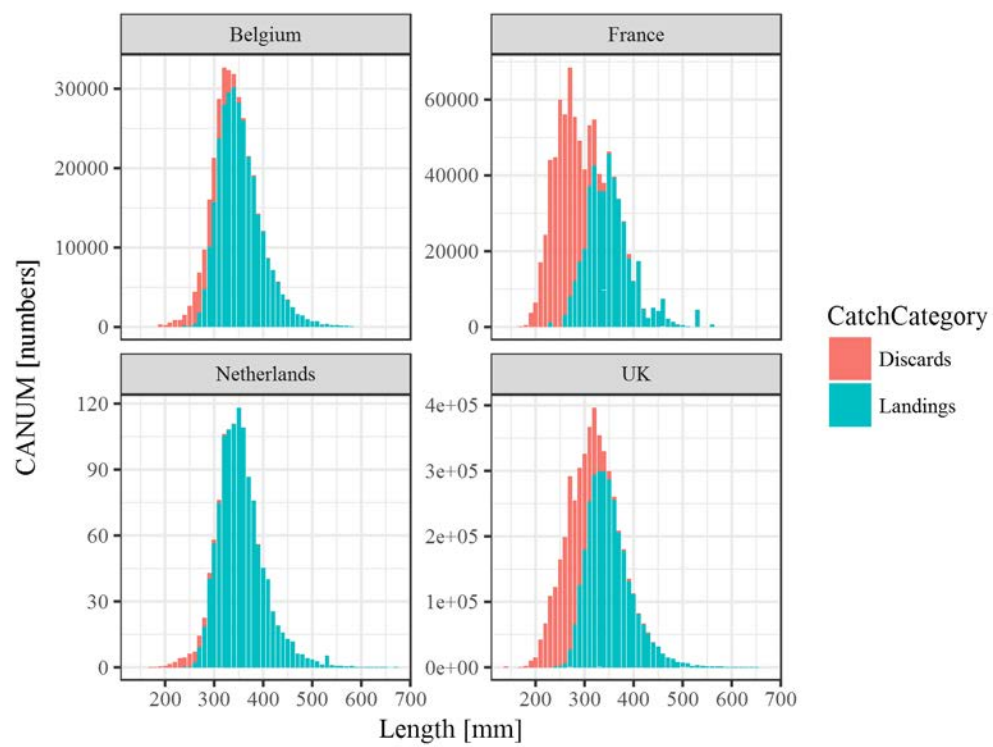 Belgium
France
30000
20000
10000
0
60000
40000
20000
0
CANUM [numbers]
Netherlands
UK
120
90
60
30
0
4e+05
3e+05
2e+05
1e+05
0e+00
200 300 400 500 600 700
200 300 400 500 600 700
Length [mm]
CatchCategory
Discards
Landings